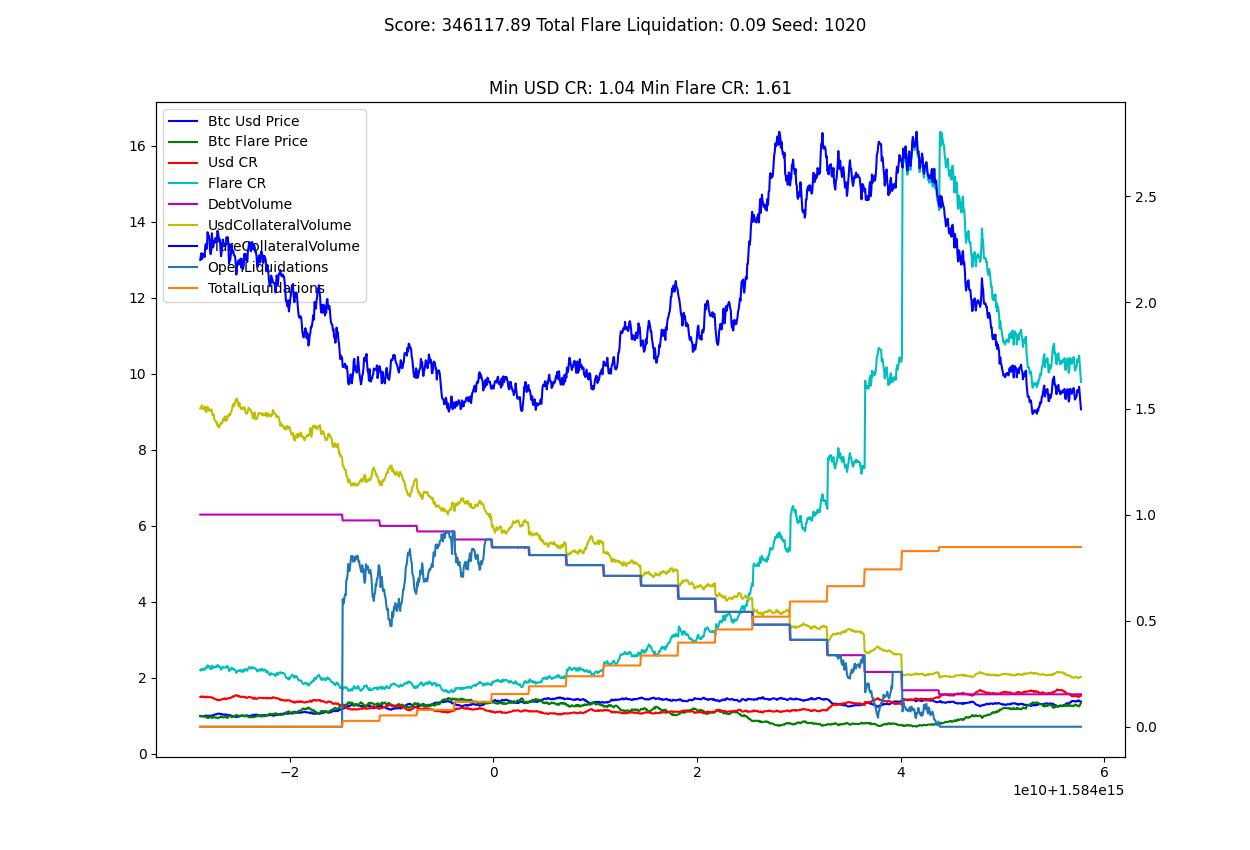 Score: 346117.89 Total Flare Liquidation: 0.09 Seed: 1020
Min USD CR: 1.04 Min Flare CR: 1.61
Btc Usd Price
Btc Flare Price
Usd CR
Flare CR
DebtVolume
UsdCollateralVolume
FlareCollateralVolume
OpenLiquidations
TotalLiquidations
16
14
12
10
8
6
4
2
0
2.5
2.0
1.5
1.0
0.5
0.0
−2
0
2
4
6
1e10+1.584e15